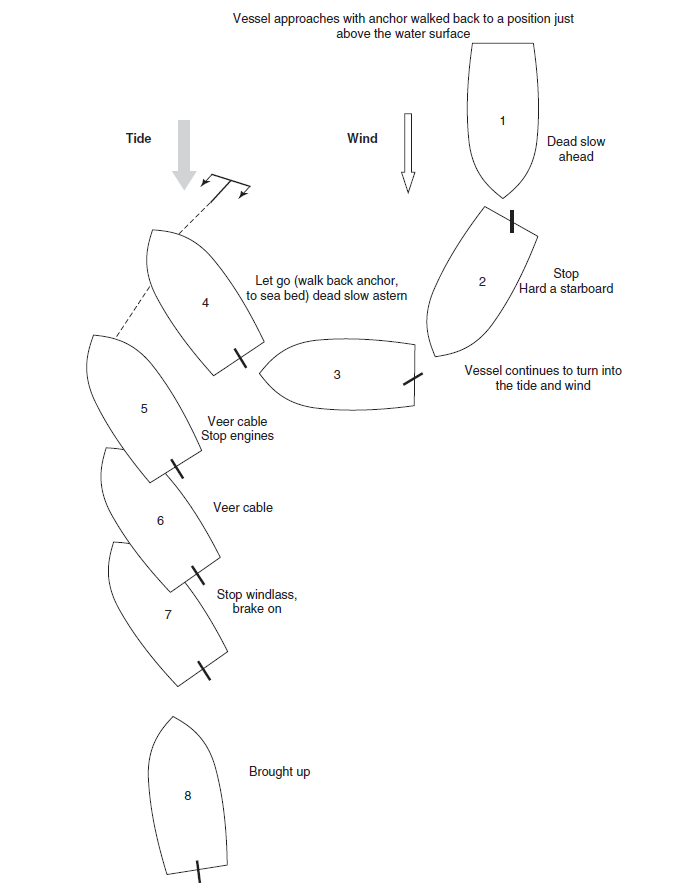 Vessel approaches with anchor walked back to a position just
above the water surface
1
Tide
Wind
Dead slow
ahead
2
Stop
Hard a starboard
Let go (walk back anchor,
to sea bed) dead slow astern
4
3
Vessel continues to turn into
the tide and wind
5
Veer cable
Stop engines
6
Veer cable
Stop windlass,
brake on
7
Brought up
8